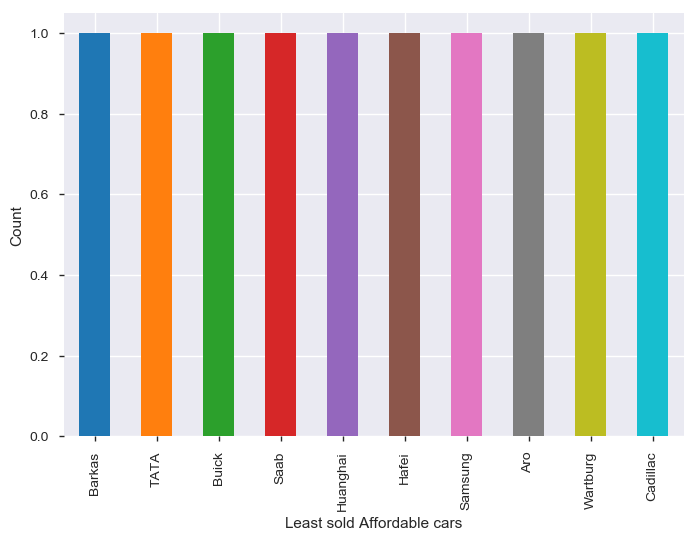 1.0
0.8
0.6
0.4
0.2
0.0
Count
Barkas
TATA
Buick
Saab
Huanghai
Hafei
Samsung
Aro
Wartburg
Cadillac
Least sold Affordable cars